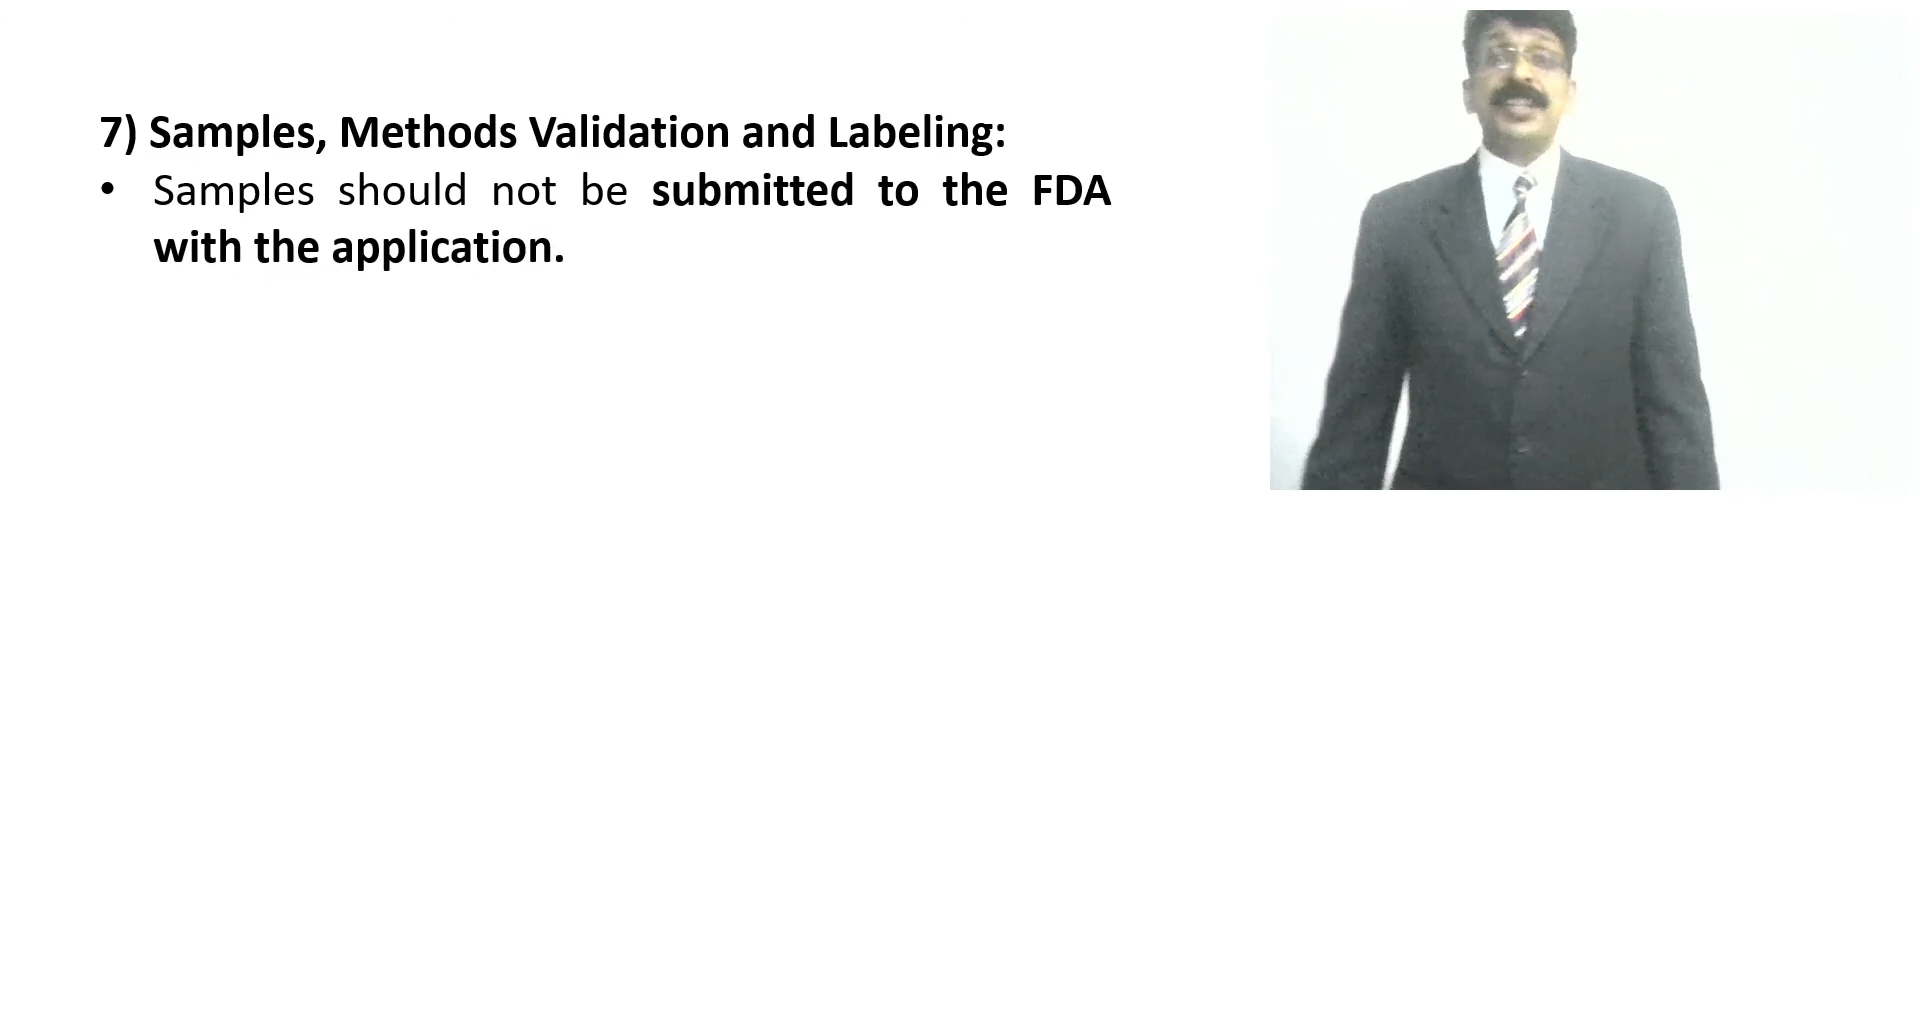 7) Samples, Methods Validation and Labeling:
• Samples should not be submitted to the FDA
with the application.